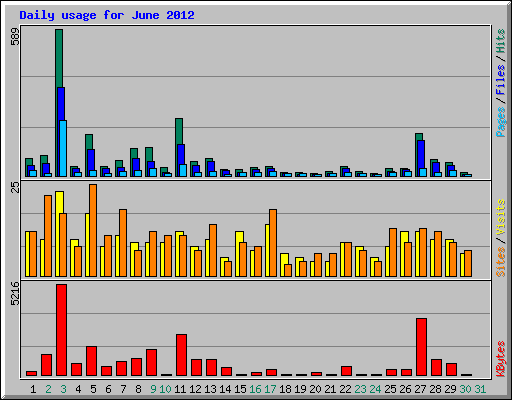 Daily usage for June 2012
589
Pages / Files / Hits
25
Sites / Visits
5216
KBytes
1 2 3 4 5 6 7 8 9 10 11 12 13 14 15 16 17 18 19 20 21 22 23 24 25 26 27 28 29 30 31